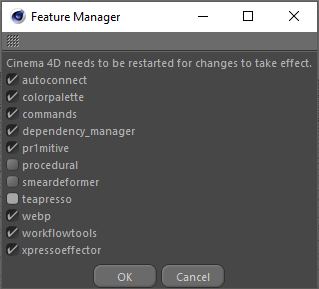 Feature Manager
Cinema 4D needs to be restarted for changes to take effect.
autoconnect
colorpalette
commands
dependency_manager
pr1mitive
procedural
smeardeformer
teapresso
webp
workflowtools
xpressoeffector
OK Cancel